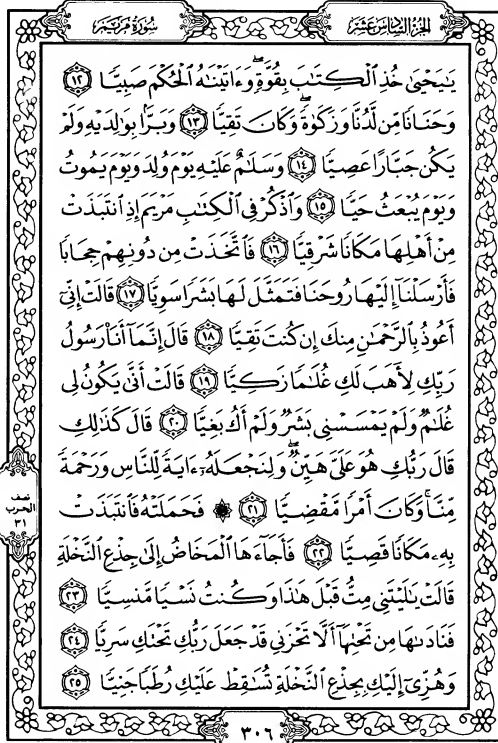 الجزء السادس عشر
سورة مريم
يَٰيَحْيَىٰ خُذِ ٱلْكِتَٰبَ بِقُوَّةٍۖ وَءَاتَيْنَٰهُ ٱلْحُكْمَ صَبِيًّا ١٢
وَحَنَانًا مِّن لَّدُنَّا وَزَكَوٰةًۖ وَكَانَ تَقِيًّا ١٣ وَبَرًّۢا بِوَٰلِدَيْهِ وَلَمْ
يَكُن جَبَّارًا عَصِيًّا ١٤ وَسَلَٰمٌ عَلَيْهِ يَوْمَ وُلِدَ وَيَوْمَ يَمُوتُ
وَيَوْمَ يُبْعَثُ حَيًّا ١٥ وَٱذْكُرْ فِى ٱلْكِتَٰبِ مَرْيَمَ إِذِ ٱنتَبَذَتْ
مِنْ أَهْلِهَا مَكَانًا شَرْقِيًّا ١٦ فَٱتَّخَذَتْ مِن دُونِهِمْ حِجَابًا
فَأَرْسَلْنَآ إِلَيْهَا رُوحَنَا فَتَمَثَّلَ لَهَا بَشَرًا سَوِيًّا ١٧ قَالَتْ إِنِّىٓ
أَعُوذُ بِٱلرَّحْمَٰنِ مِنكَ إِن كُنتَ تَقِيًّا ١٨ قَالَ إِنَّمَآ أَنَا۠ رَسُولُ
رَبِّكِ لِأَهَبَ لَكِ غُلَٰمًا زَكِيًّا ١٩ قَالَتْ أَنَّىٰ يَكُونُ لِى
غُلَٰمٌ وَلَمْ يَمْسَسْنِى بَشَرٌ وَلَمْ أَكُ بَغِيًّا ٢٠ قَالَ كَذَٰلِكِ
قَالَ رَبُّكِ هُوَ عَلَىَّ هَيِّنٌۖ وَلِنَجْعَلَهُۥٓ ءَايَةً لِّلنَّاسِ وَرَحْمَةً
مِّنَّاۚ وَكَانَ أَمْرًا مَّقْضِيًّا ٢١ ۞ فَحَمَلَتْهُ فَٱنتَبَذَتْ
بِهِۦ مَكَانًا قَصِيًّا ٢٢ فَأَجَآءَهَا ٱلْمَخَاضُ إِلَىٰ جِذْعِ ٱلنَّخْلَةِ
قَالَتْ يَٰلَيْتَنِى مِتُّ قَبْلَ هَٰذَا وَكُنتُ نَسْيًا مَّنسِيًّا ٢٣
فَنَادَىٰهَا مِن تَحْتِهَآ أَلَّا تَحْزَنِى قَدْ جَعَلَ رَبُّكِ تَحْتَكِ سَرِيًّا ٢٤
وَهُزِّىٓ إِلَيْكِ بِجِذْعِ ٱلنَّخْلَةِ تُسَٰقِطْ عَلَيْكِ رُطَبًا جَنِيًّا ٢٥
نصف
الحزب
٣١
٣٠٦